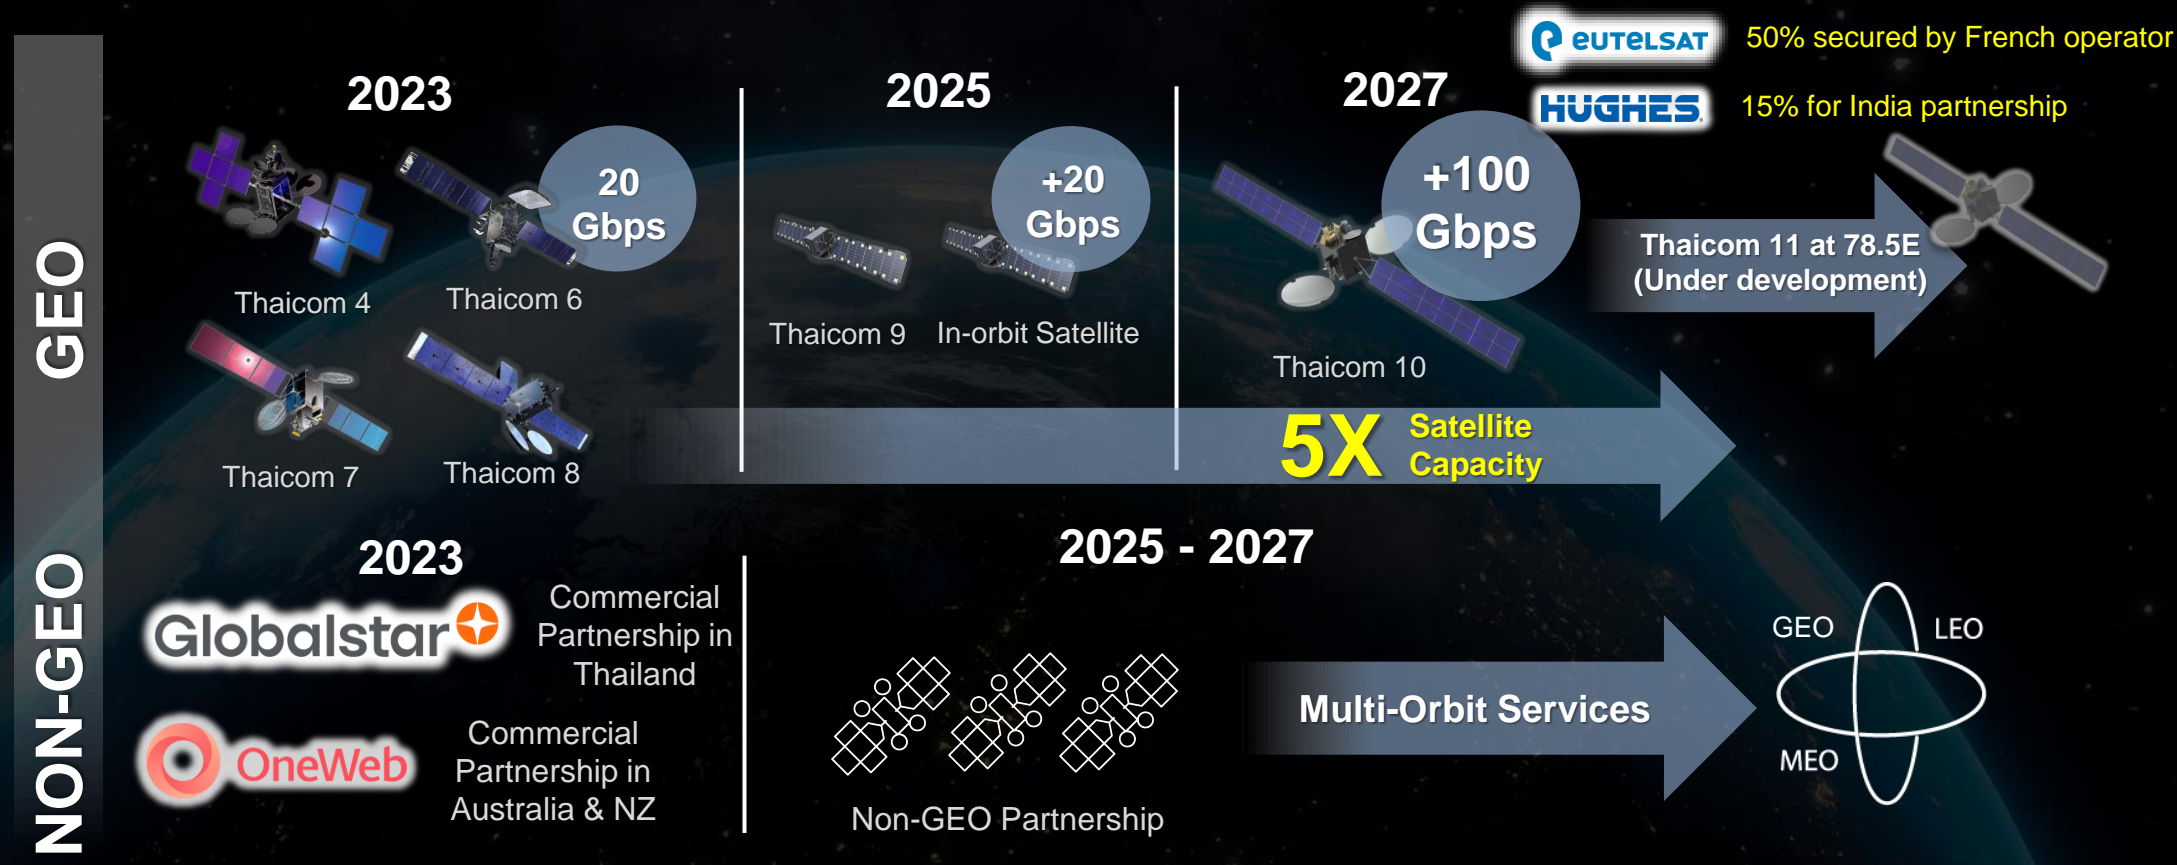 GEO
2023
20
Gbps
Thaicom 4
Thaicom 6
Thaicom 7
Thaicom 8
2025
+20
Gbps
Thaicom 9
In-orbit Satellite
2027
+100
Gbps
Thaicom 10
eutelsat
50% secured by French operator
HUGHES
15% for India partnership
Thaicom 11 at 78.5E
(Under development)
5X
Satellite
Capacity
NON-GEO
2023
Globalstar
Commercial
Partnership in
Thailand
OneWeb
Commercial
Partnership in
Australia & NZ
2025 - 2027
Non-GEO Partnership
Multi-Orbit Services
GEO
LEO
MEO